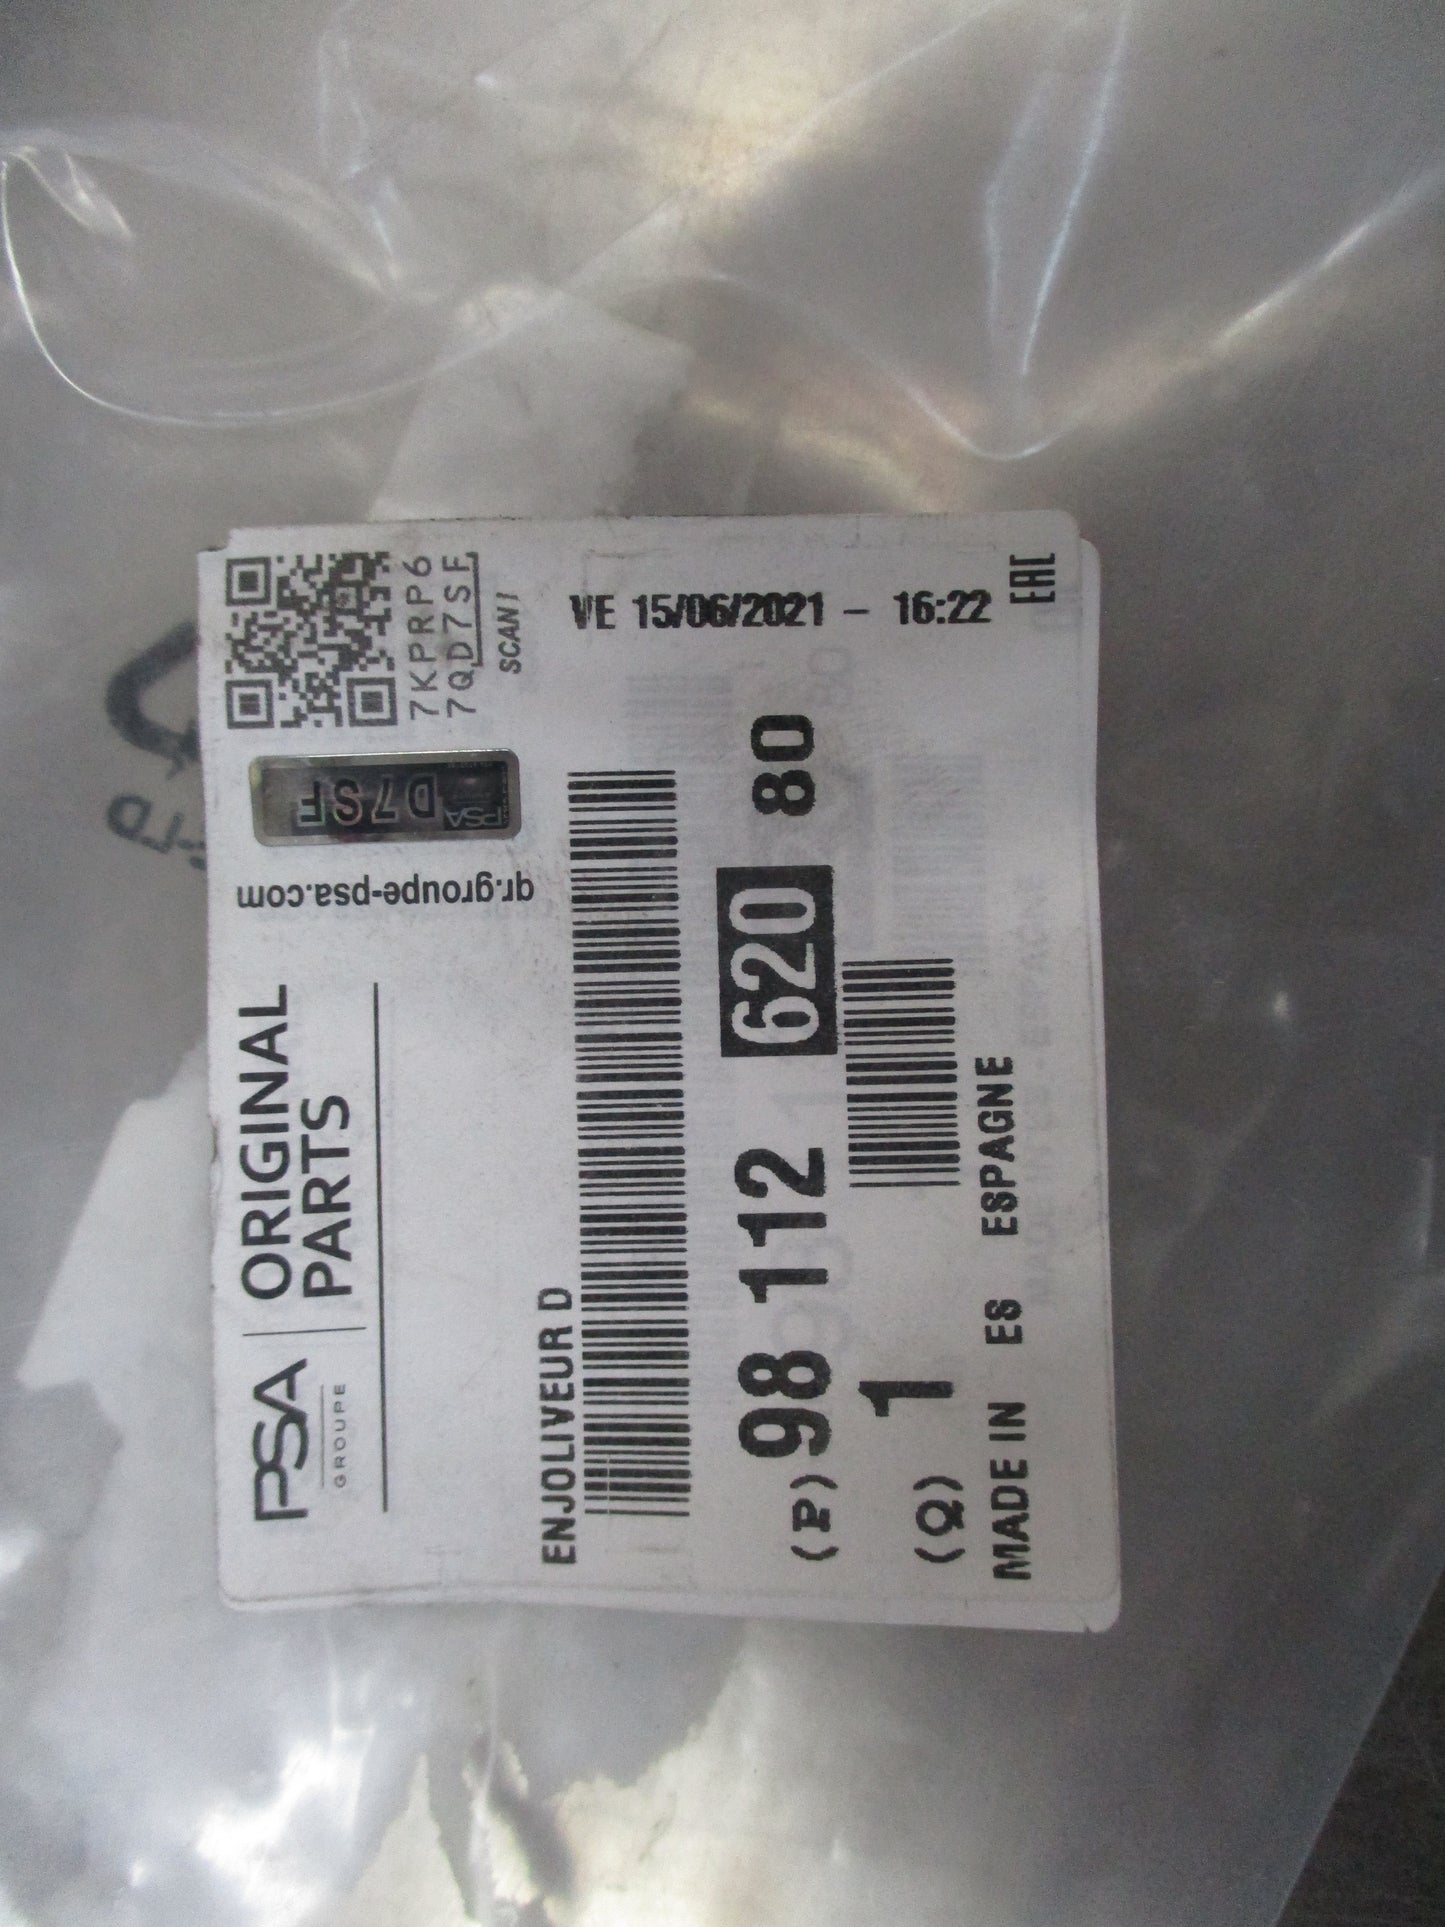 PSA
GROUPE
ORIGINAL
PARTS
qr.groupe-psa.com
PSA
D7SF
7KPRP6
7QD7SF
SCAN!
ENJOLIVEUR D
VE 15/06/2021 - 16:22
(P) 98 112 620 80
(Q) 1
MADE IN ES ESPAGNE
EAC